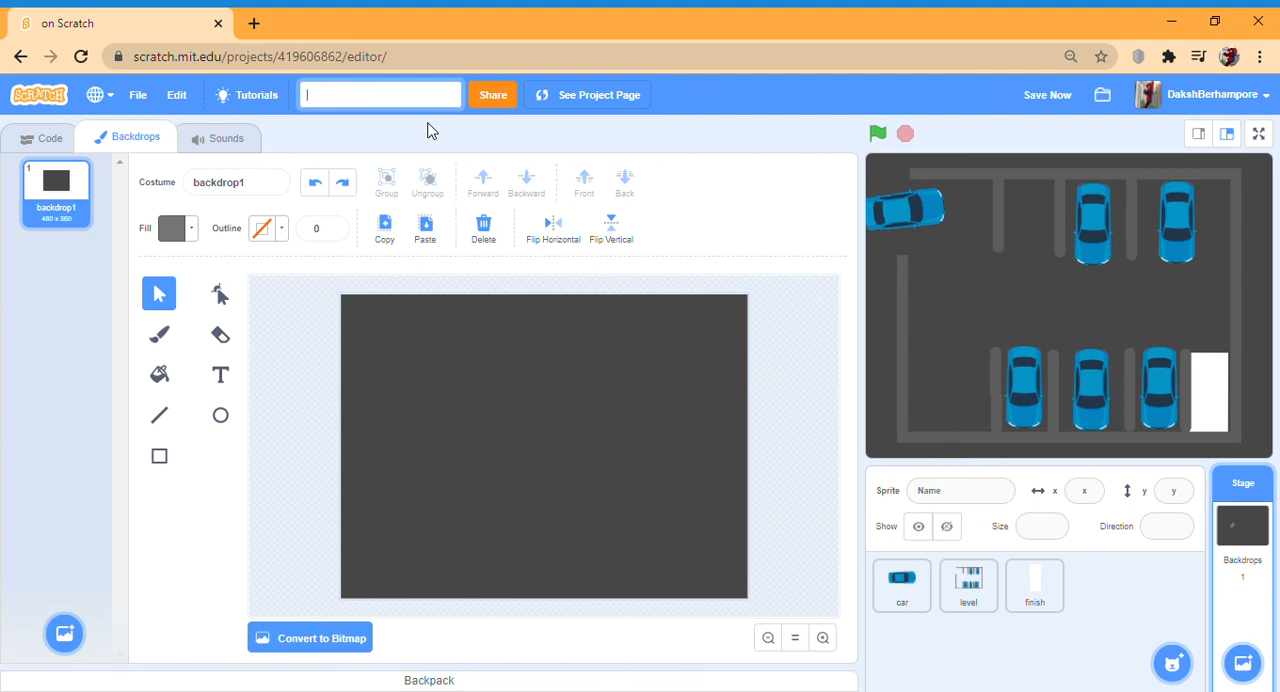 on Scratch
scratch.mit.edu/projects/419606862/editor/
SCRATCH File Edit Tutorials Share See Project Page Save Now DakshBerhampore
Code Backdrops Sounds
1
backdrop1
480 x 360
Costume backdrop1 Group Ungroup Forward Backward Front Back
Fill Outline 0 Copy Paste Delete Flip Horizontal Flip Vertical
T
Convert to Bitmap
Backpack
Sprite Name x x y y
Show Size Direction
car level finish
Stage
Backdrops
1